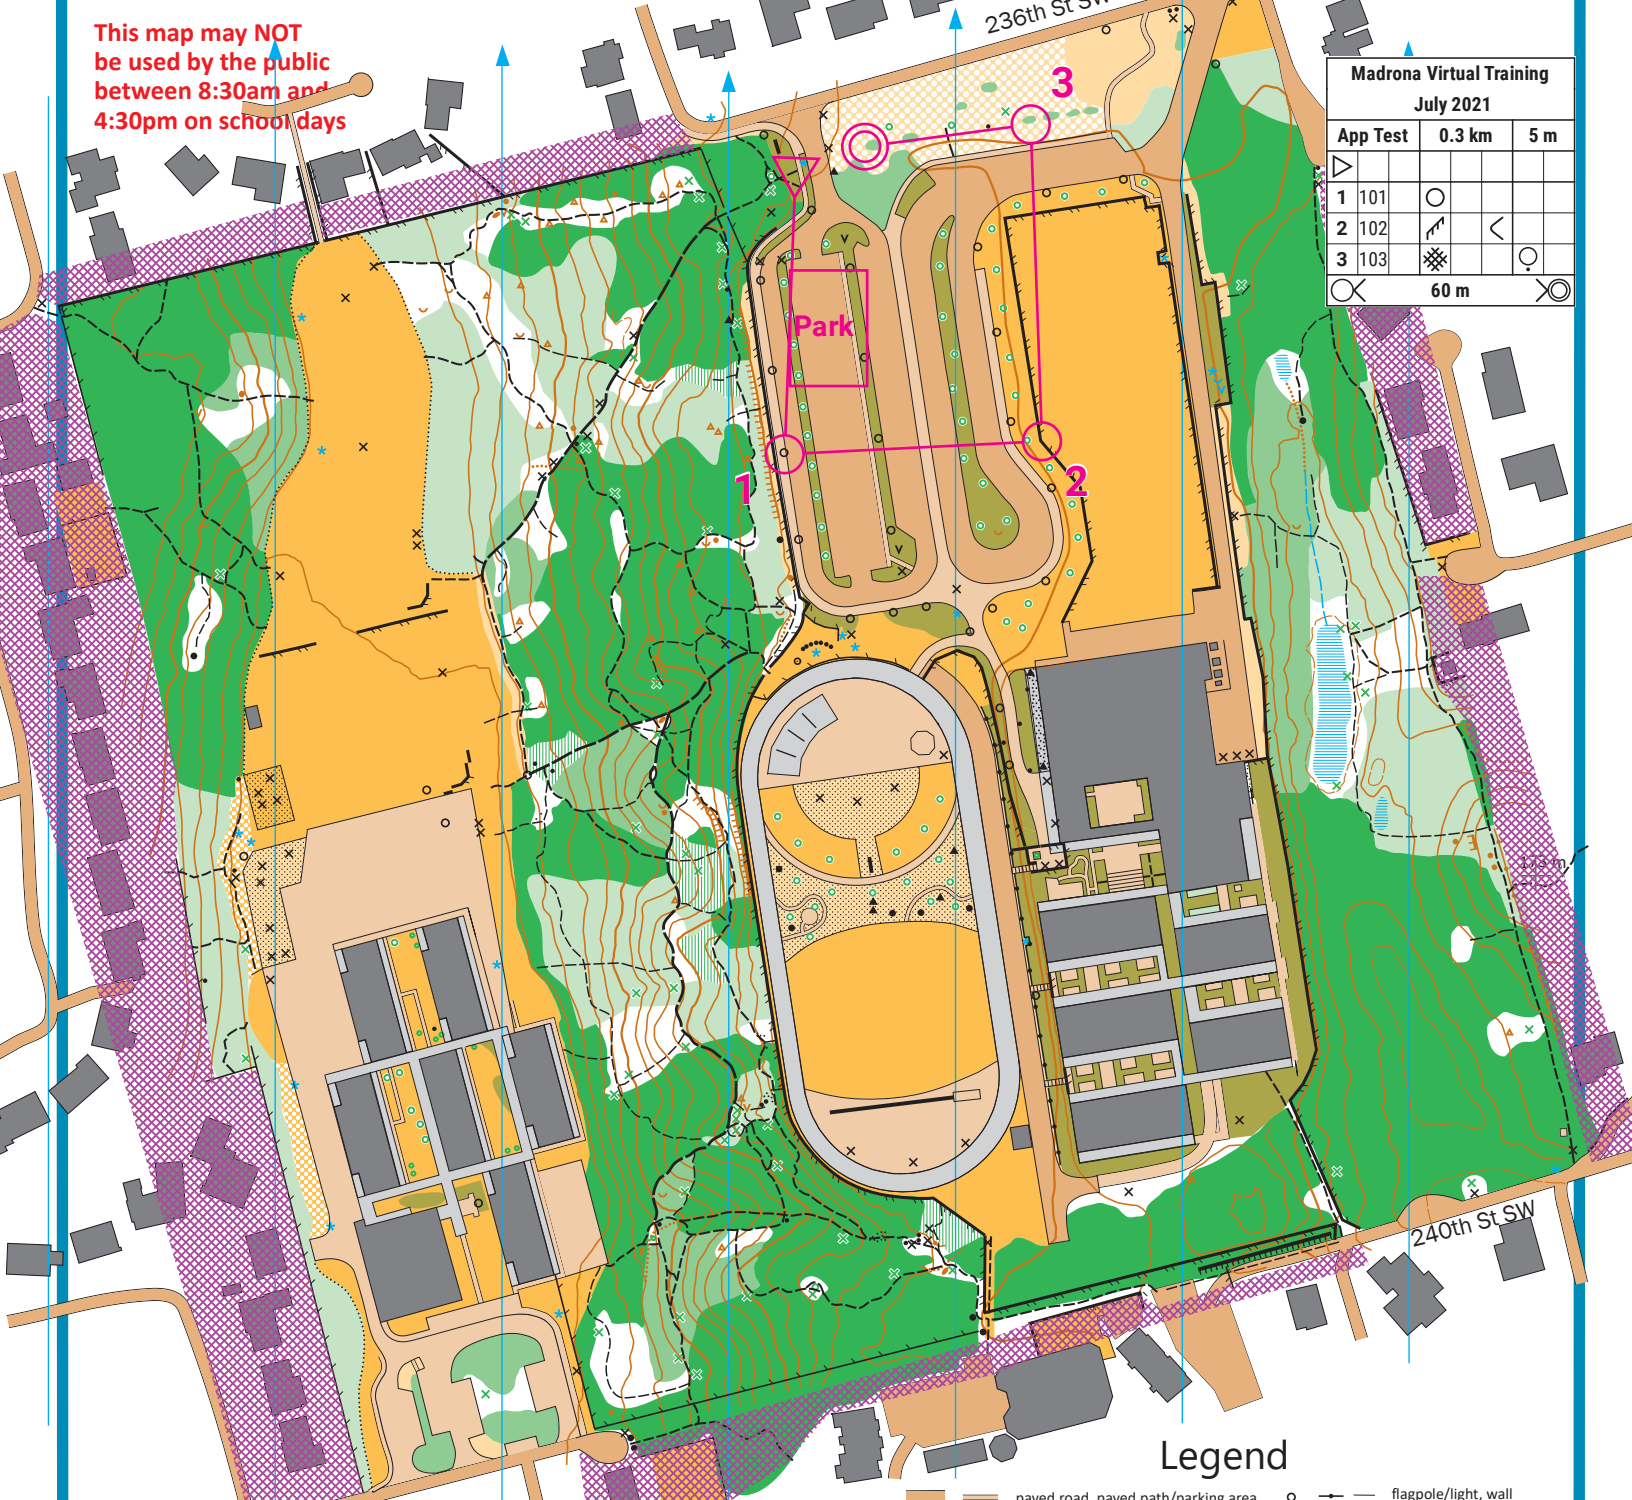 This map may NOT
be used by the public
between 8:30am and
4:30pm on school days
236th St SW
Madrona Virtual Training
July 2021
App Test 0.3 km 5 m
1 101
2 102
3 103
60 m
3
Park
1
2
173 m
240th St SW
Legend
paved road, paved path/parking area
flagpole/light, wall